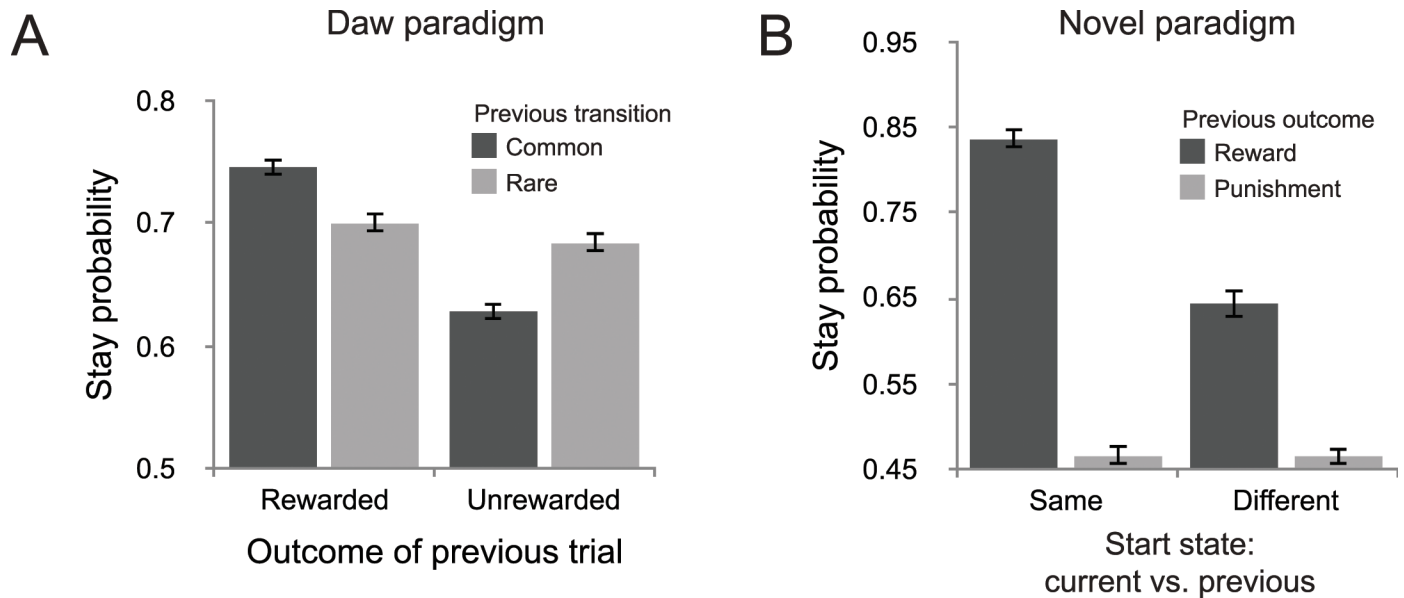 A
Daw paradigm
0.8
0.7
0.6
0.5
Stay probability
Previous transition
Common
Rare
Rewarded
Unrewarded
Outcome of previous trial
B
Novel paradigm
0.95
0.85
0.75
0.65
0.55
0.45
Stay probability
Previous outcome
Reward
Punishment
Same
Different
Start state:
current vs. previous